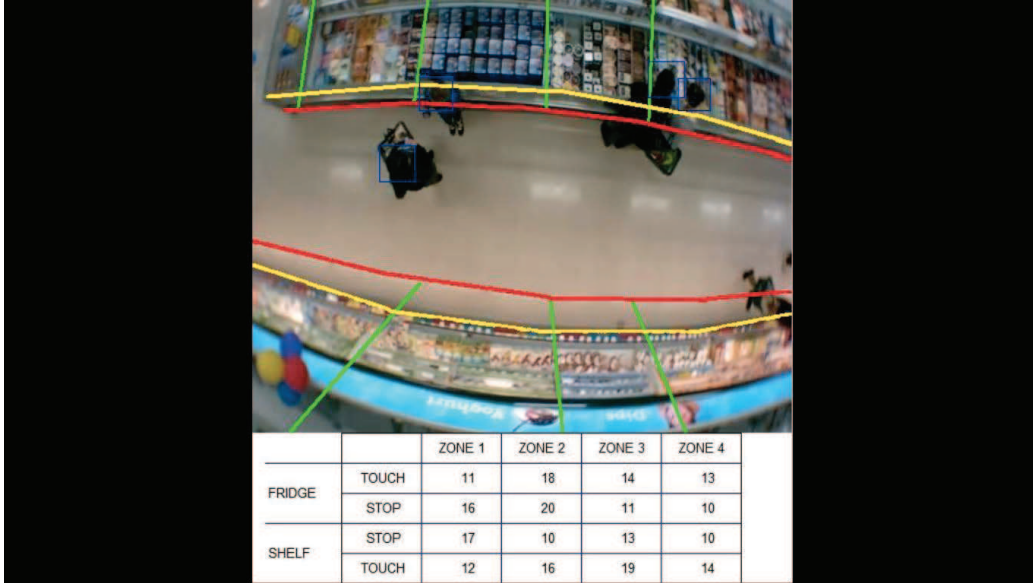 Yoghurt
Dips
ZONE 1 ZONE 2 ZONE 3 ZONE 4
FRIDGE
TOUCH 11 18 14 13
STOP 16 20 11 10
SHELF
STOP 17 10 13 10
TOUCH 12 16 19 14